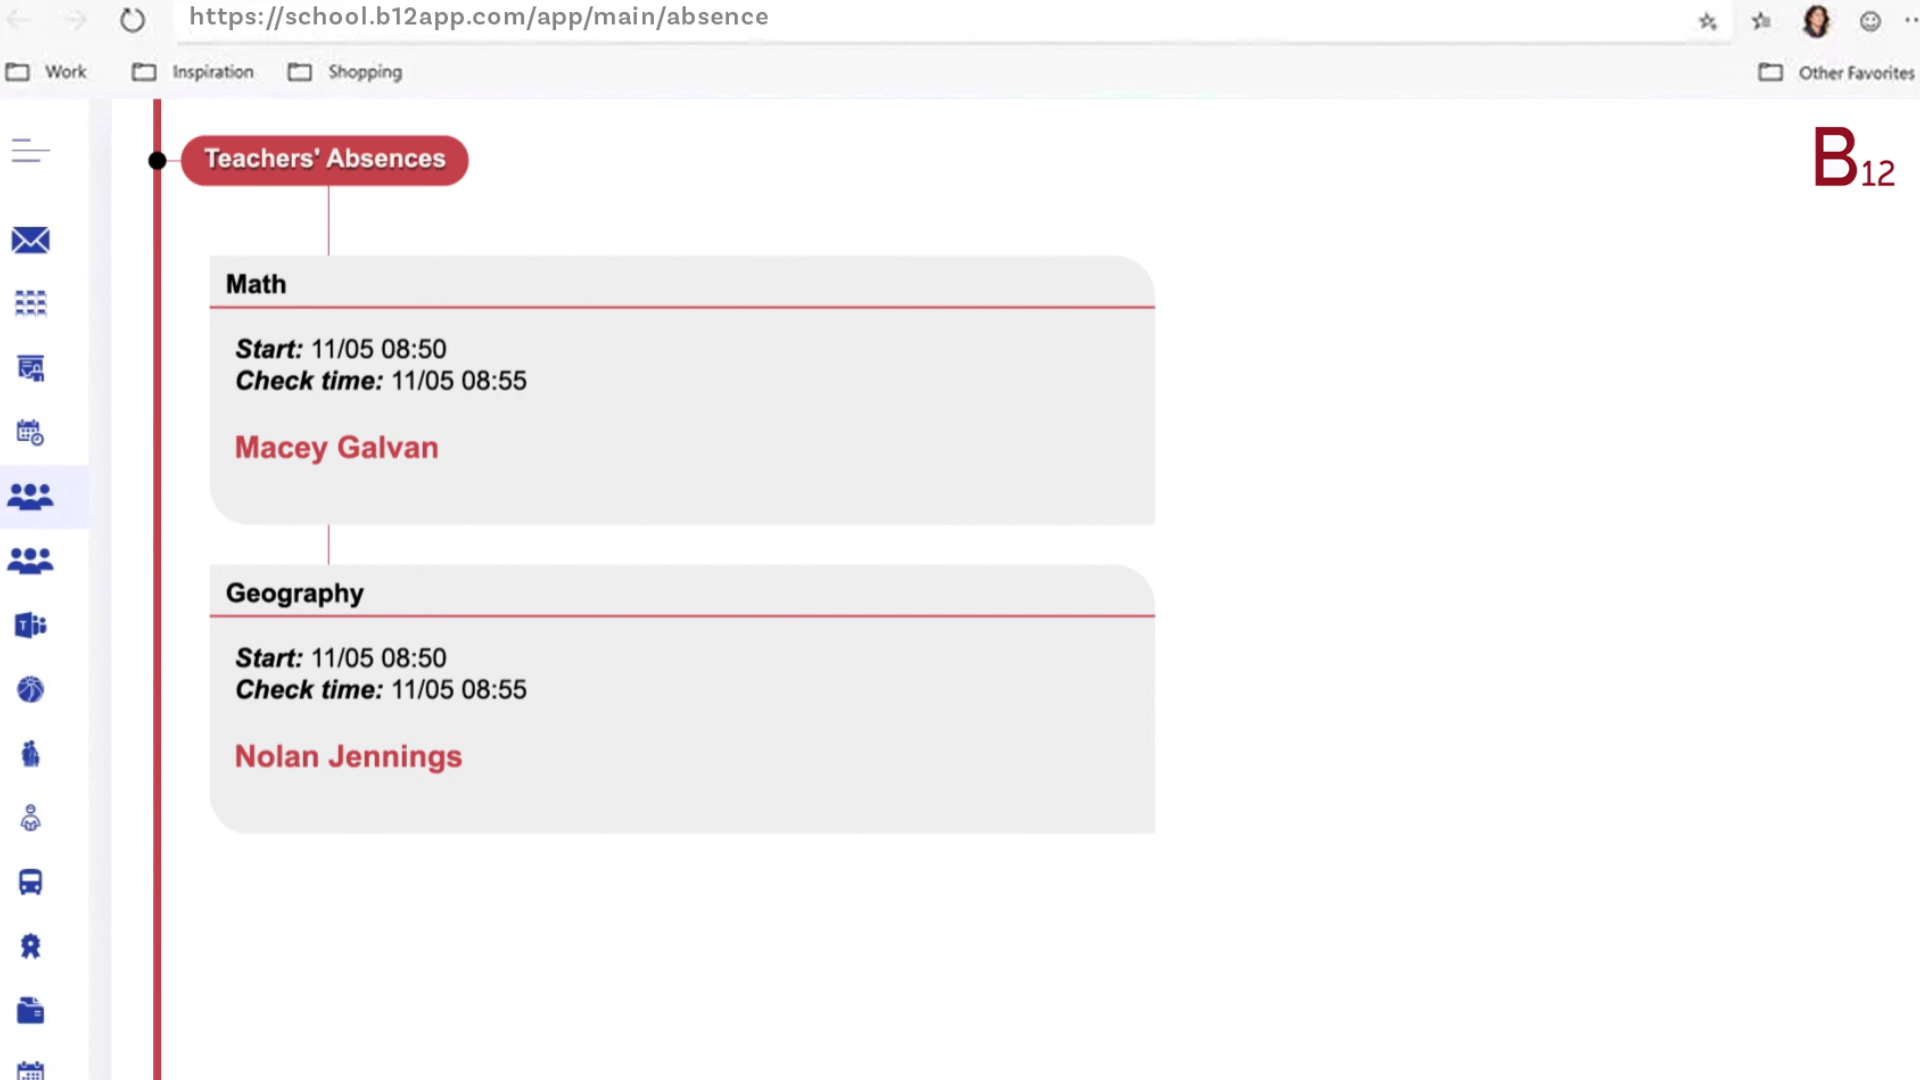 https://school.b12app.com/app/main/absence
Work Inspiration Shopping Other Favorites
Teachers' Absences
B12
Math
Start: 11/05 08:50
Check time: 11/05 08:55
Macey Galvan
Geography
Start: 11/05 08:50
Check time: 11/05 08:55
Nolan Jennings